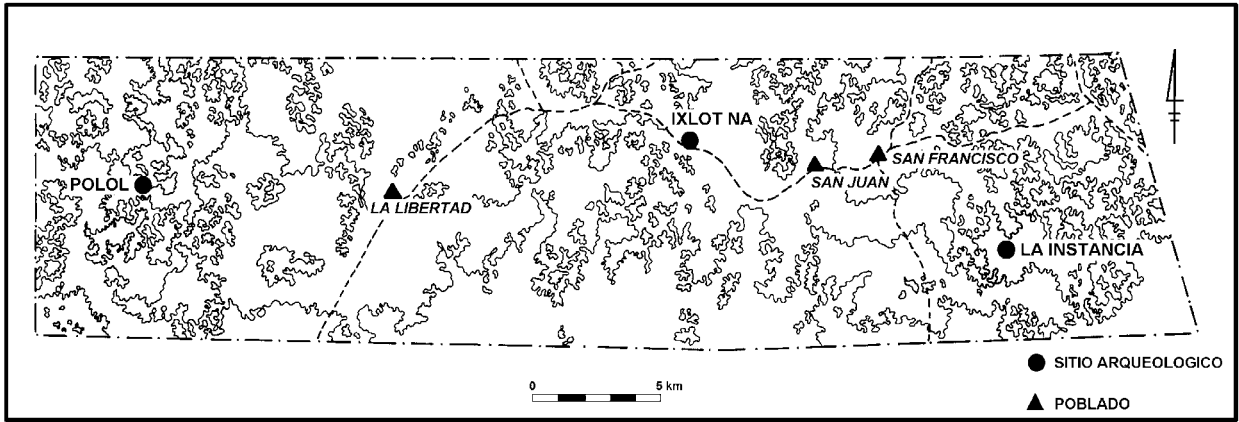 IXLOT NA
SAN FRANCISCO
POLOL
SAN JUAN
LA LIBERTAD
LA INSTANCIA
SITIO ARQUEOLOGICO
0 5 km
POBLADO